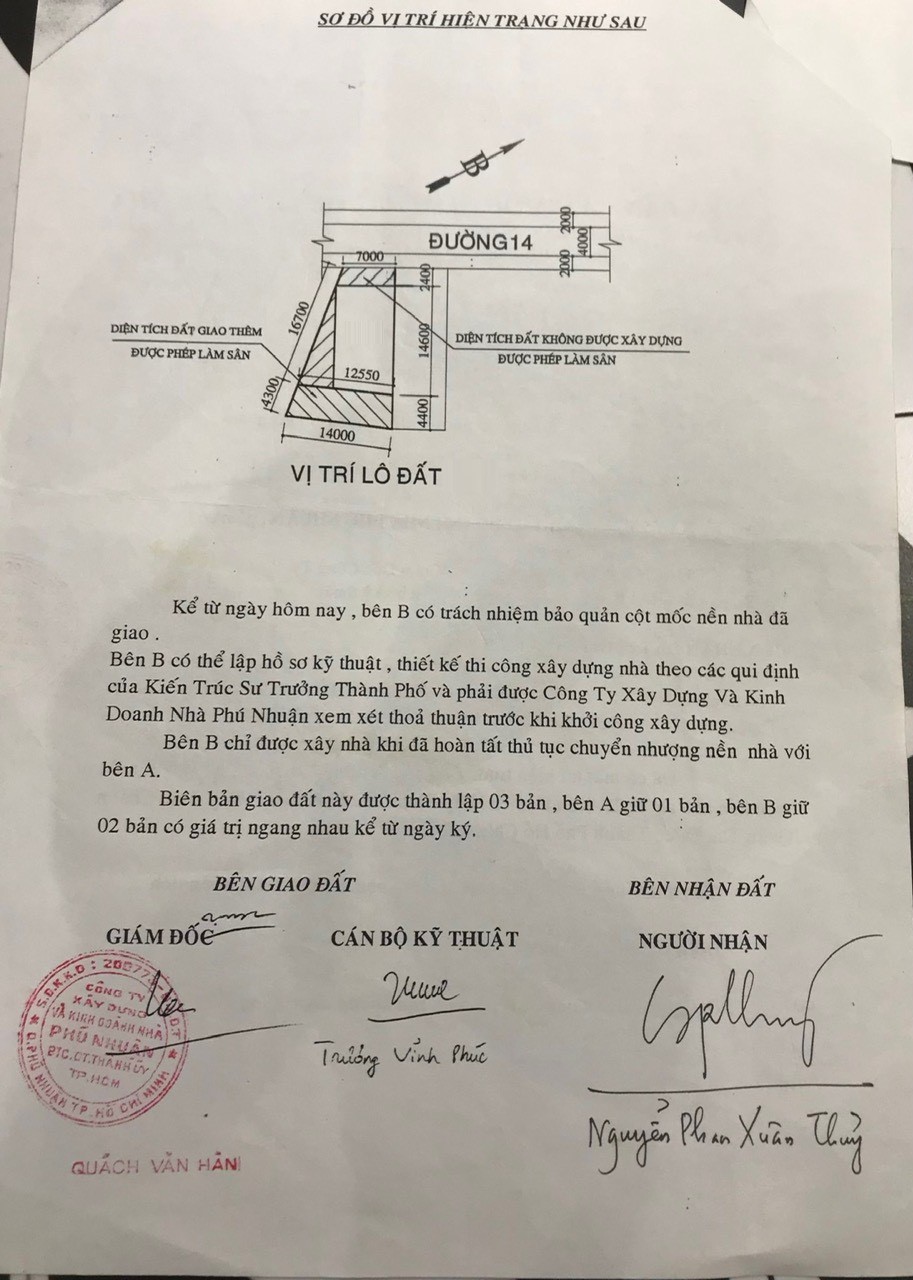 SƠ ĐỒ VỊ TRÍ HIỆN TRẠNG NHƯ SAU
B
ĐƯỜNG14
2000
4000
2000
7000
2400
16700
14600
DIỆN TÍCH ĐẤT GIAO THÊM
ĐƯỢC PHÉP LÀM SÂN
DIỆN TÍCH ĐẤT KHÔNG ĐƯỢC XÂY DỰNG
ĐƯỢC PHÉP LÀM SÂN
12550
4300
4400
14000
VỊ TRÍ LÔ ĐẤT
Kể từ ngày hôm nay , bên B có trách nhiệm bảo quản cột mốc nền nhà đã
giao .
Bên B có thể lập hồ sơ kỹ thuật , thiết kế thi công xây dựng nhà theo các qui định
của Kiến Trúc Sư Trưởng Thành Phố và phải được Công Ty Xây Dựng Và Kinh
Doanh Nhà Phú Nhuận xem xét thoả thuận trước khi khởi công xây dựng.
Bên B chỉ được xây nhà khi đã hoàn tất thủ tục chuyển nhượng nền nhà với
bên A.
Biên bản giao đất này được thành lập 03 bản , bên A giữ 01 bản , bên B giữ
02 bản có giá trị ngang nhau kể từ ngày ký.
BÊN GIAO ĐẤT
BÊN NHẬN ĐẤT
GIÁM ĐỐC
CÁN BỘ KỸ THUẬT
NGƯỜI NHẬN
CÔNG TY
XÂY DỰNG
VÀ KINH DOANH NHÀ
PHÚ NHUẬN
BTC.QT.THÀNH ỦY
TP.HCM
Q.PHÚ NHUẬN TP.HỒ CHÍ MINH
Trương Vĩnh Phúc
Nguyễn Phan Xuân Thủy
QUÁCH VĂN HÂN